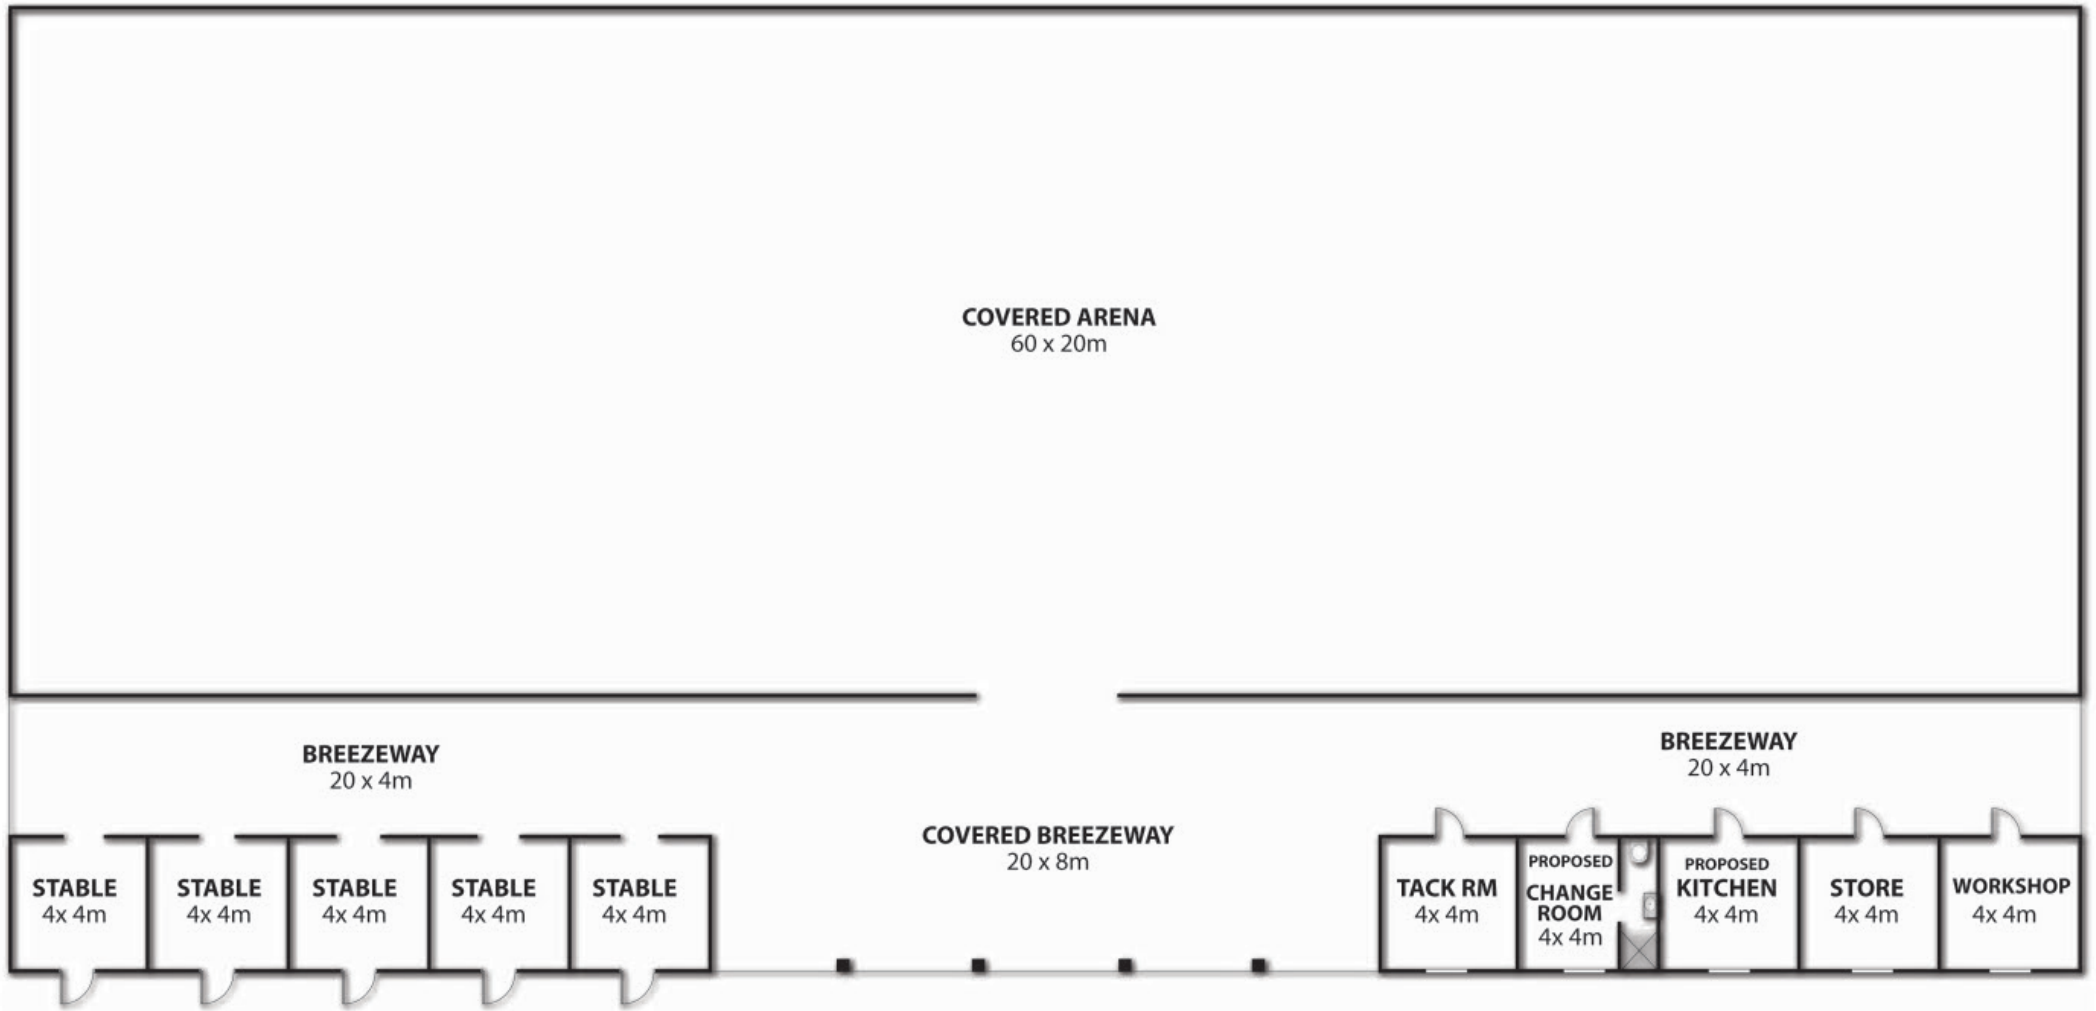 COVERED ARENA
60 x 20m
BREEZEWAY
20 x 4m
BREEZEWAY
20 x 4m
COVERED BREEZEWAY
20 x 8m
STABLE
4x 4m
STABLE
4x 4m
STABLE
4x 4m
STABLE
4x 4m
STABLE
4x 4m
TACK RM
4x 4m
PROPOSED
CHANGE
ROOM
4x 4m
PROPOSED
KITCHEN
4x 4m
STORE
4x 4m
WORKSHOP
4x 4m